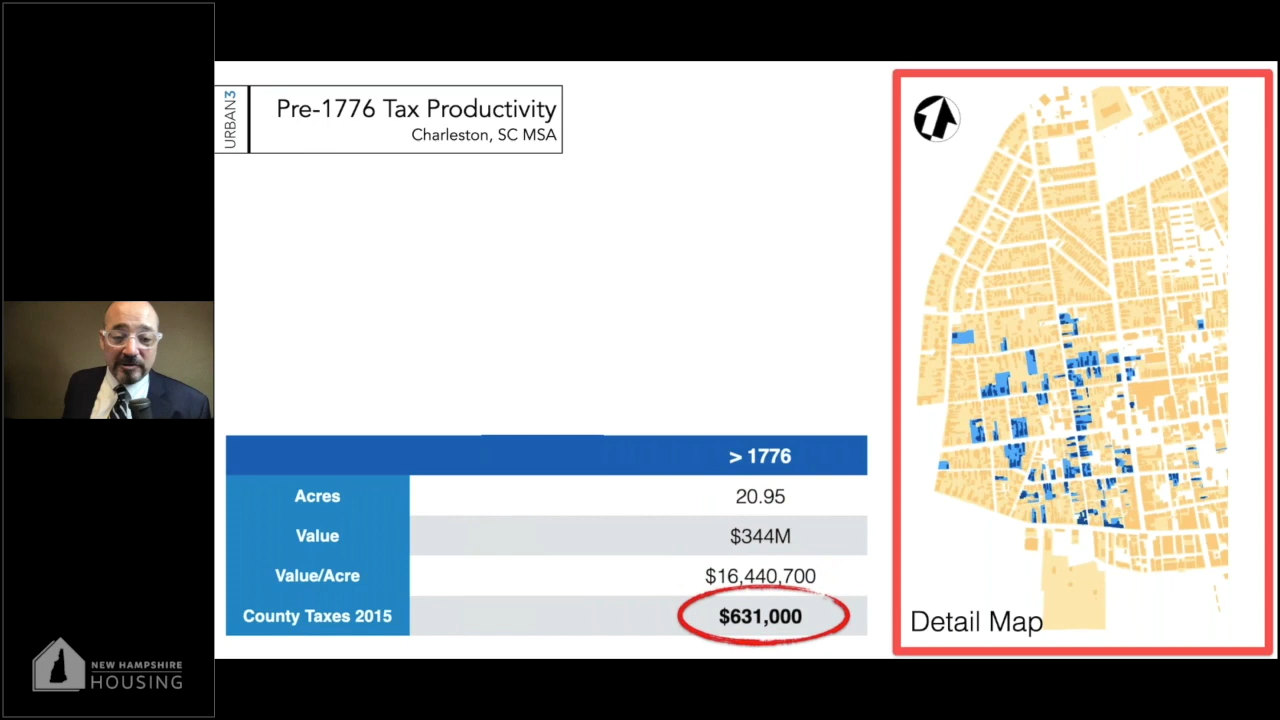 URBAN3
Pre-1776 Tax Productivity
Charleston, SC MSA
> 1776
Acres 20.95
Value $344M
Value/Acre $16,440,700
County Taxes 2015 $631,000
Detail Map
NEW HAMPSHIRE
HOUSING